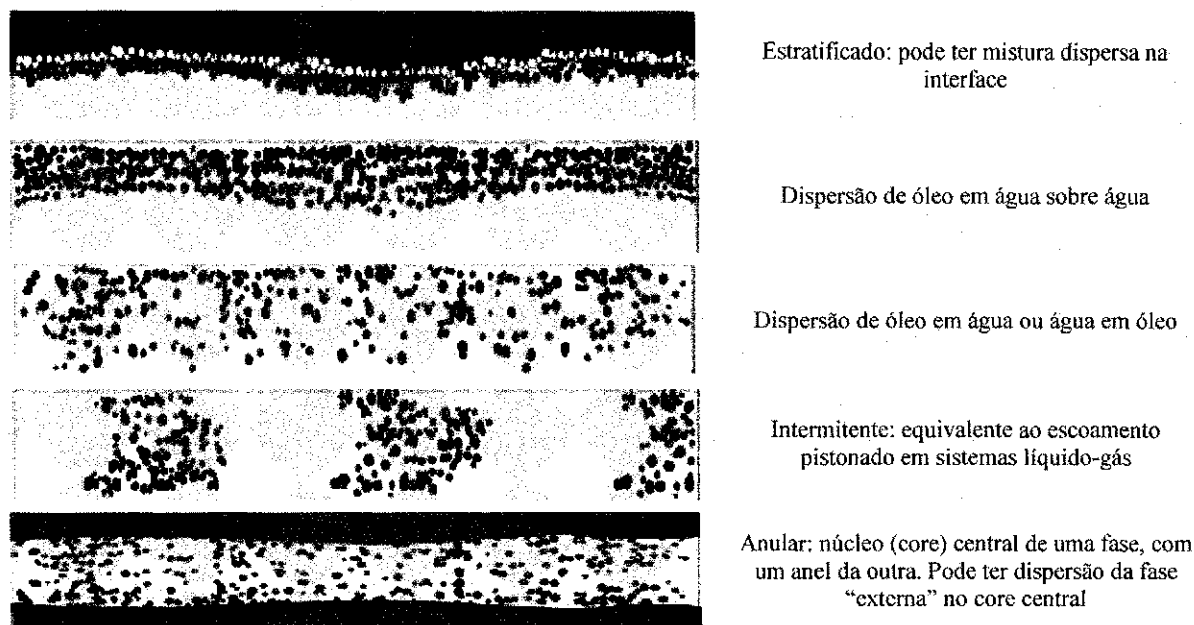 Estratificado: pode ter mistura dispersa na
interface
Dispersão de óleo em água sobre água
Dispersão de óleo em água ou água em óleo
Intermitente: equivalente ao escoamento
pistonado em sistemas líquido-gás
Anular: núcleo (core) central de uma fase, com
um anel da outra. Pode ter dispersão da fase
“externa” no core central